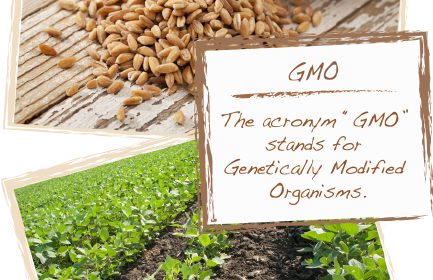 GMO
The acronym "GMO"
stands for
Genetically Modified
Organisms.